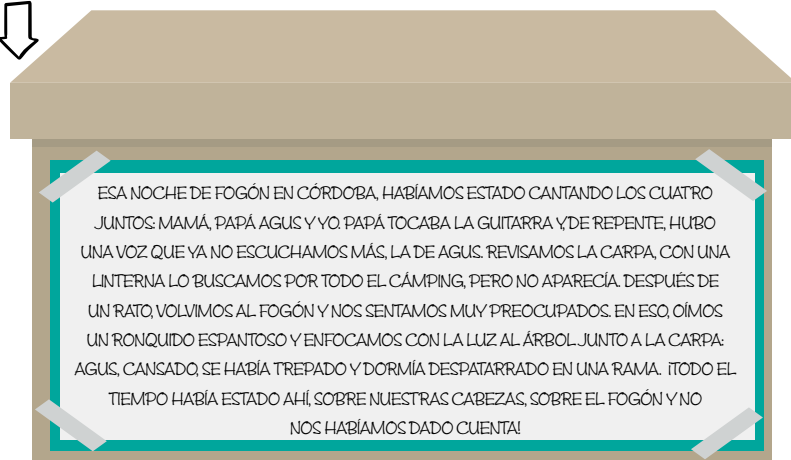 ESA NOCHE DE FOGÓN EN CÓRDOBA, HABÍAMOS ESTADO CANTANDO LOS CUATRO
JUNTOS: MAMÁ, PAPÁ AGUS Y YO. PAPÁ TOCABA LA GUITARRA Y, DE REPENTE, HUBO
UNA VOZ QUE YA NO ESCUCHAMOS MÁS, LA DE AGUS. REVISAMOS LA CARPA, CON UNA
LINTERNA LO BUSCAMOS POR TODO EL CÁMPING, PERO NO APARECÍA. DESPUÉS DE
UN RATO, VOLVIMOS AL FOGÓN Y NOS SENTAMOS MUY PREOCUPADOS. EN ESO, OÍMOS
UN RONQUIDO ESPANTOSO Y ENFOCAMOS CON LA LUZ AL ÁRBOL JUNTO A LA CARPA:
AGUS, CANSADO, SE HABÍA TREPADO Y DORMÍA DESPATARRADO EN UNA RAMA. ¡TODO EL
TIEMPO HABÍA ESTADO AHÍ, SOBRE NUESTRAS CABEZAS, SOBRE EL FOGÓN Y NO
NOS HABÍAMOS DADO CUENTA!